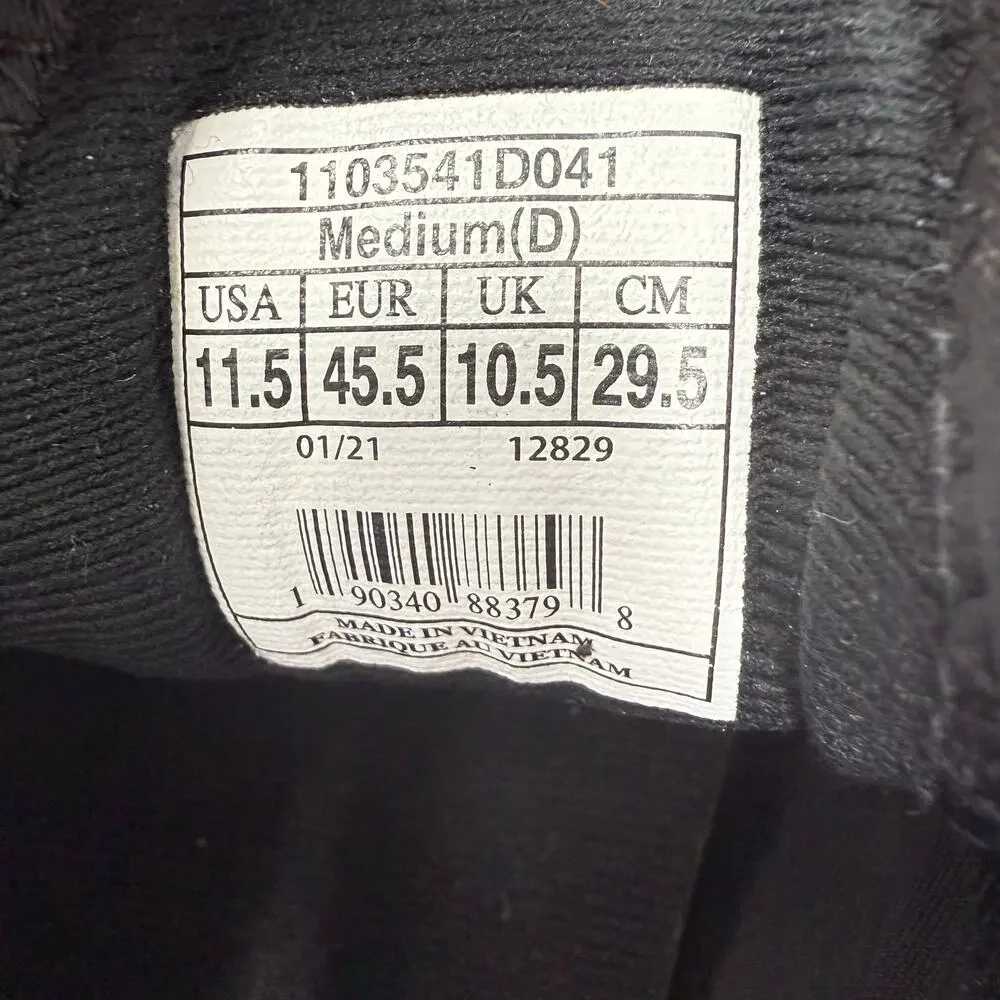 1103541D041
Medium(D)
USA EUR UK CM
11.5 45.5 10.5 29.5
01/21 12829
1 90340 88379 8
MADE IN VIETNAM
FABRIQUE AU VIETNAM